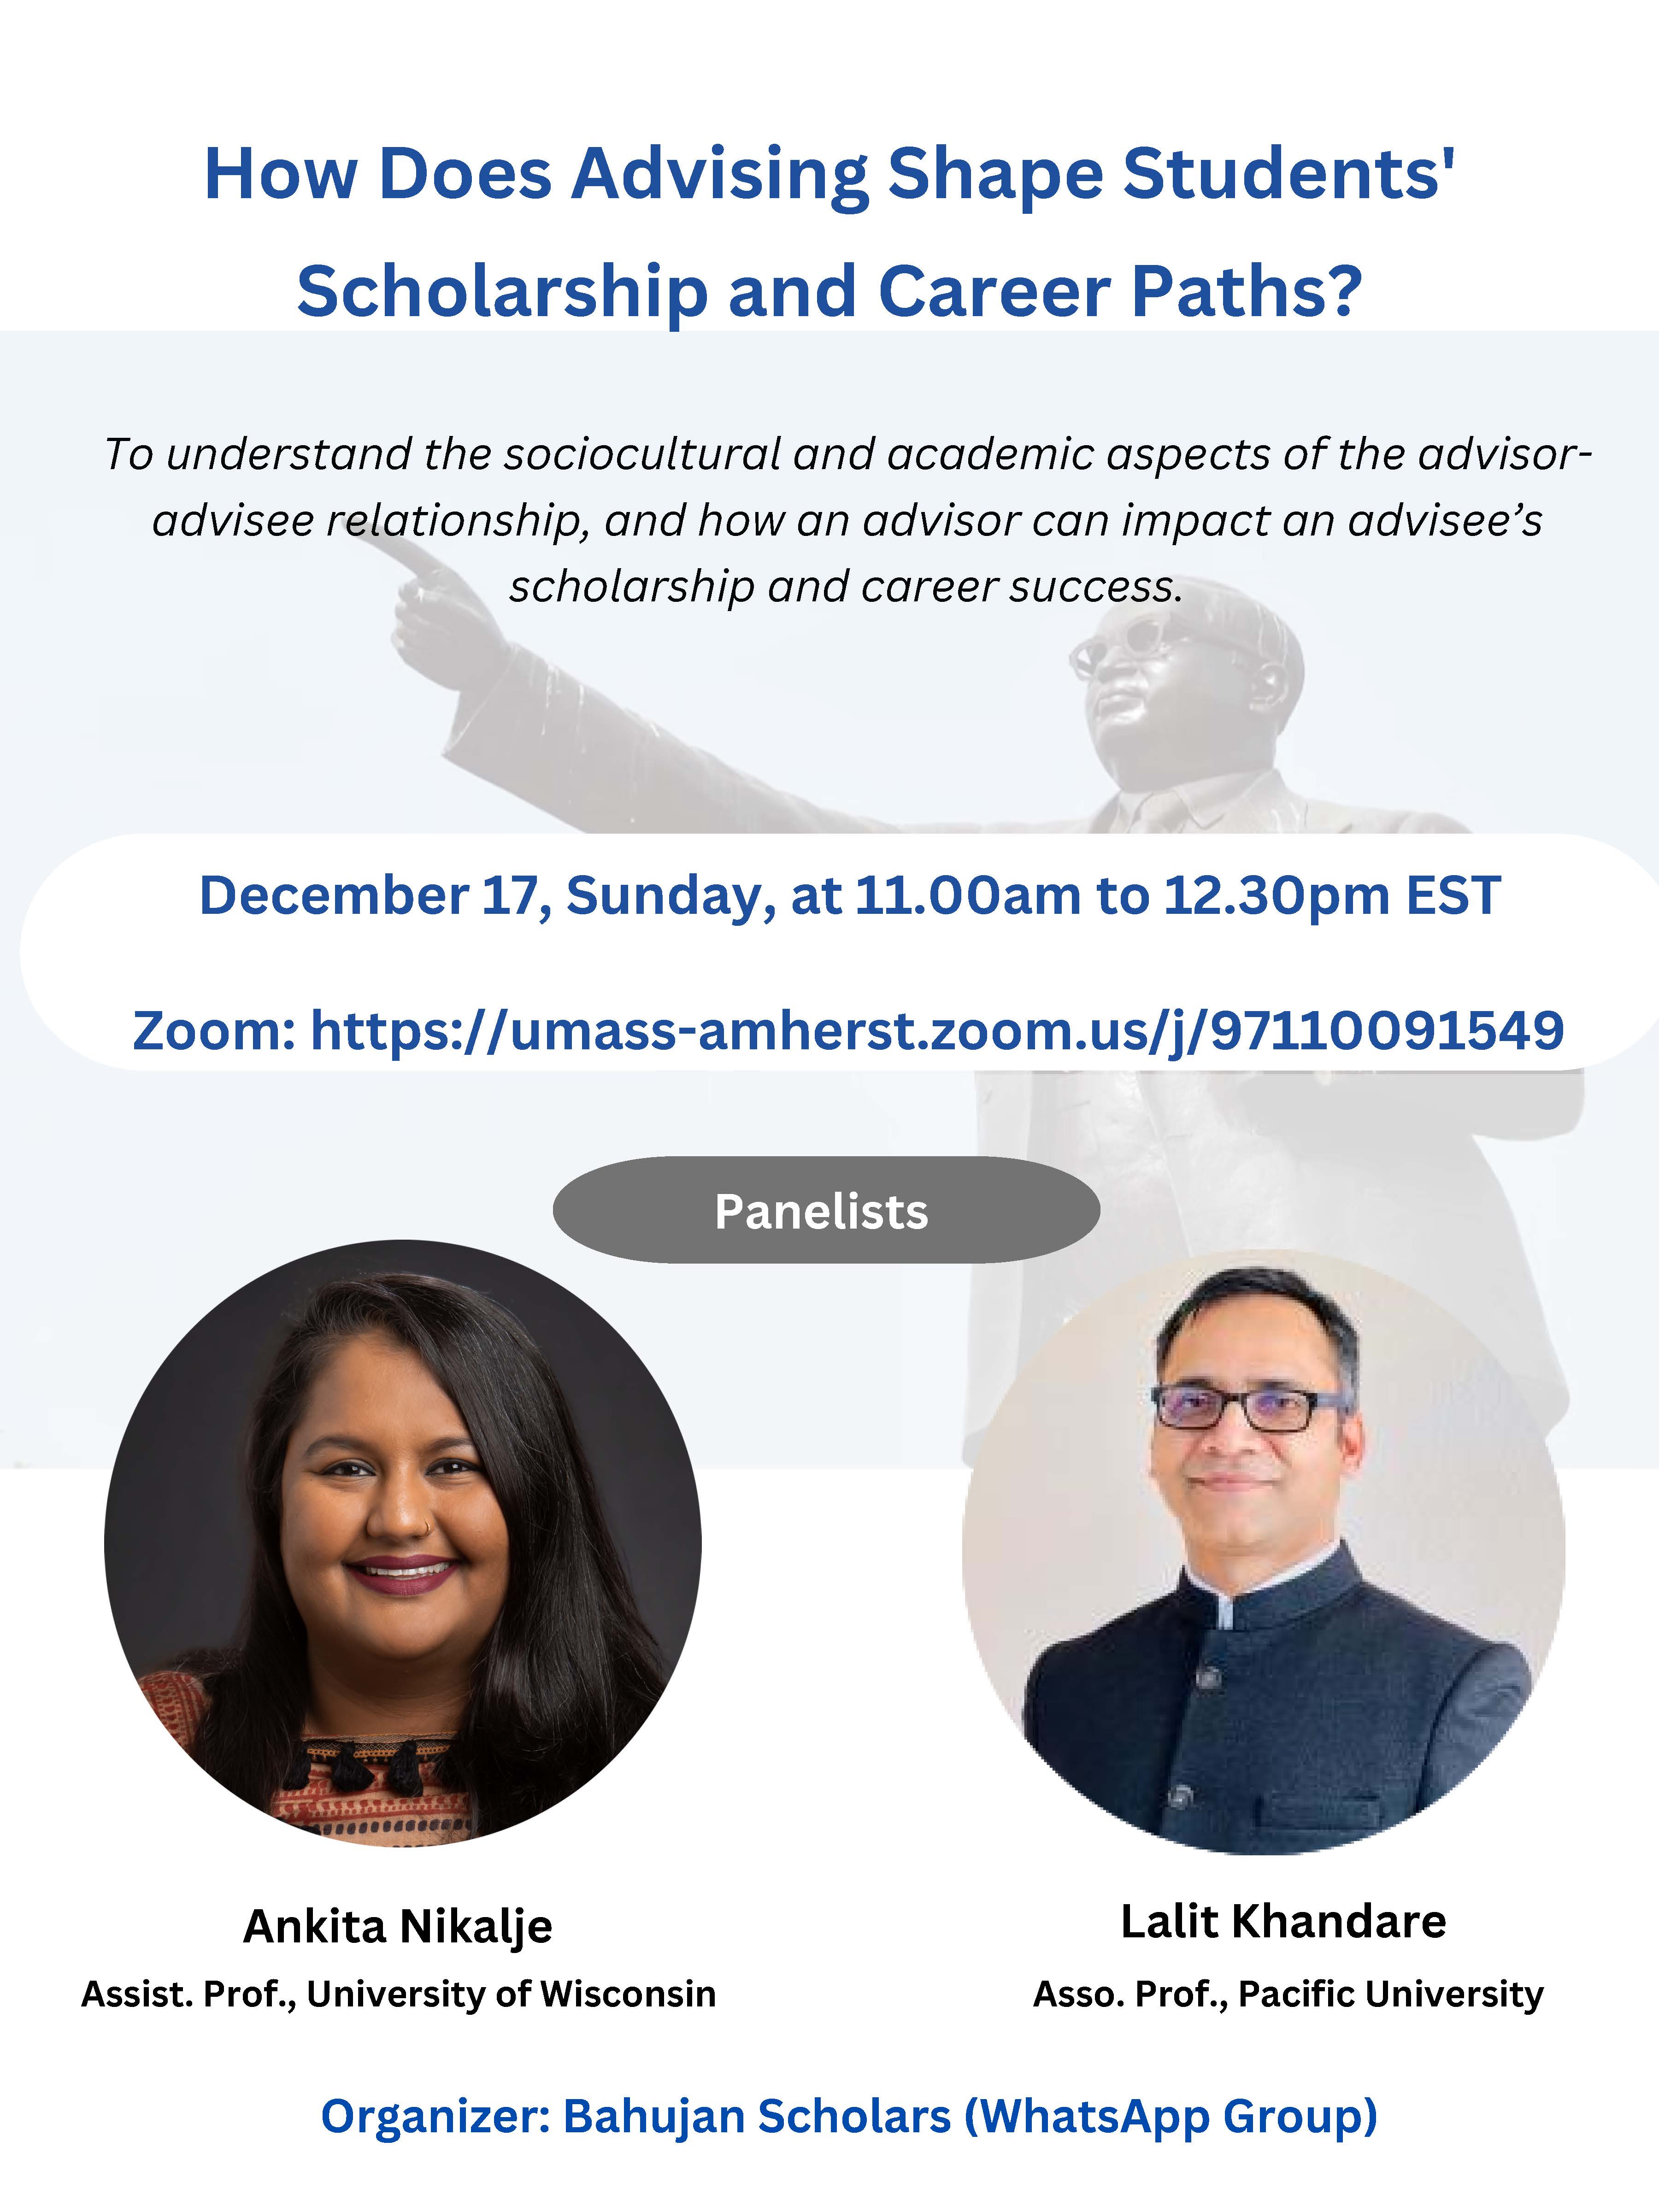 How Does Advising Shape Students'
Scholarship and Career Paths?
To understand the sociocultural and academic aspects of the advisor-
advisee relationship, and how an advisor can impact an advisee’s
scholarship and career success.
December 17, Sunday, at 11.00am to 12.30pm EST
Zoom: https://umass-amherst.zoom.us/j/97110091549
Panelists
Ankita Nikalje
Assist. Prof., University of Wisconsin
Lalit Khandare
Asso. Prof., Pacific University
Organizer: Bahujan Scholars (WhatsApp Group)